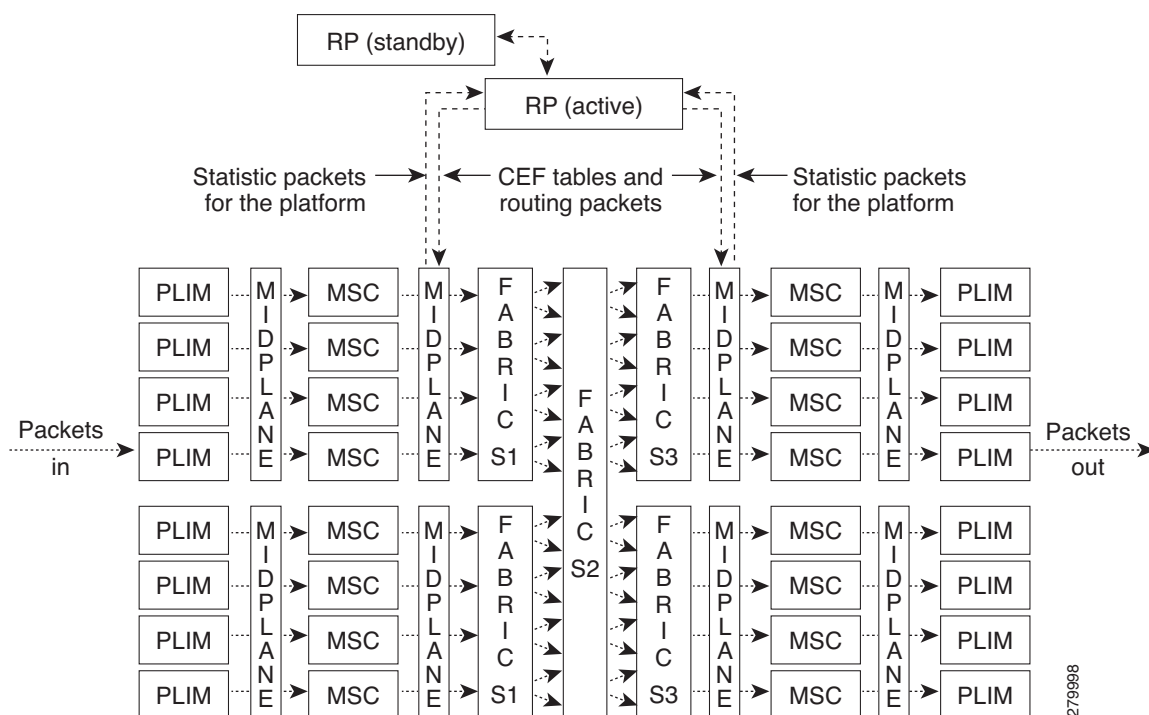 RP (standby)
RP (active)
Statistic packets
for the platform
CEF tables and
routing packets
Statistic packets
for the platform
PLIM
PLIM
PLIM
PLIM
MIDPLANE
MSC
MSC
MSC
MSC
MIDPLANE
FABRIC S1
FABRIC S2
FABRIC S3
MIDPLANE
MSC
MSC
MSC
MSC
MIDPLANE
PLIM
PLIM
PLIM
PLIM
Packets
in
Packets
out
PLIM
PLIM
PLIM
PLIM
MIDPLANE
MSC
MSC
MSC
MSC
MIDPLANE
FABRIC S1
FABRIC S3
MIDPLANE
MSC
MSC
MSC
MSC
MIDPLANE
PLIM
PLIM
PLIM
PLIM
279998